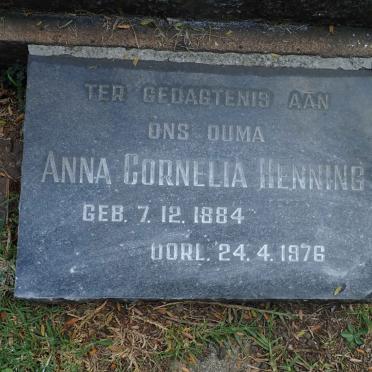 TER GEDAGTENIS AAN
ONS OUMA
ANNA CORNELIA HENNING
GEB. 7. 12. 1884
OORL. 24. 4. 1976